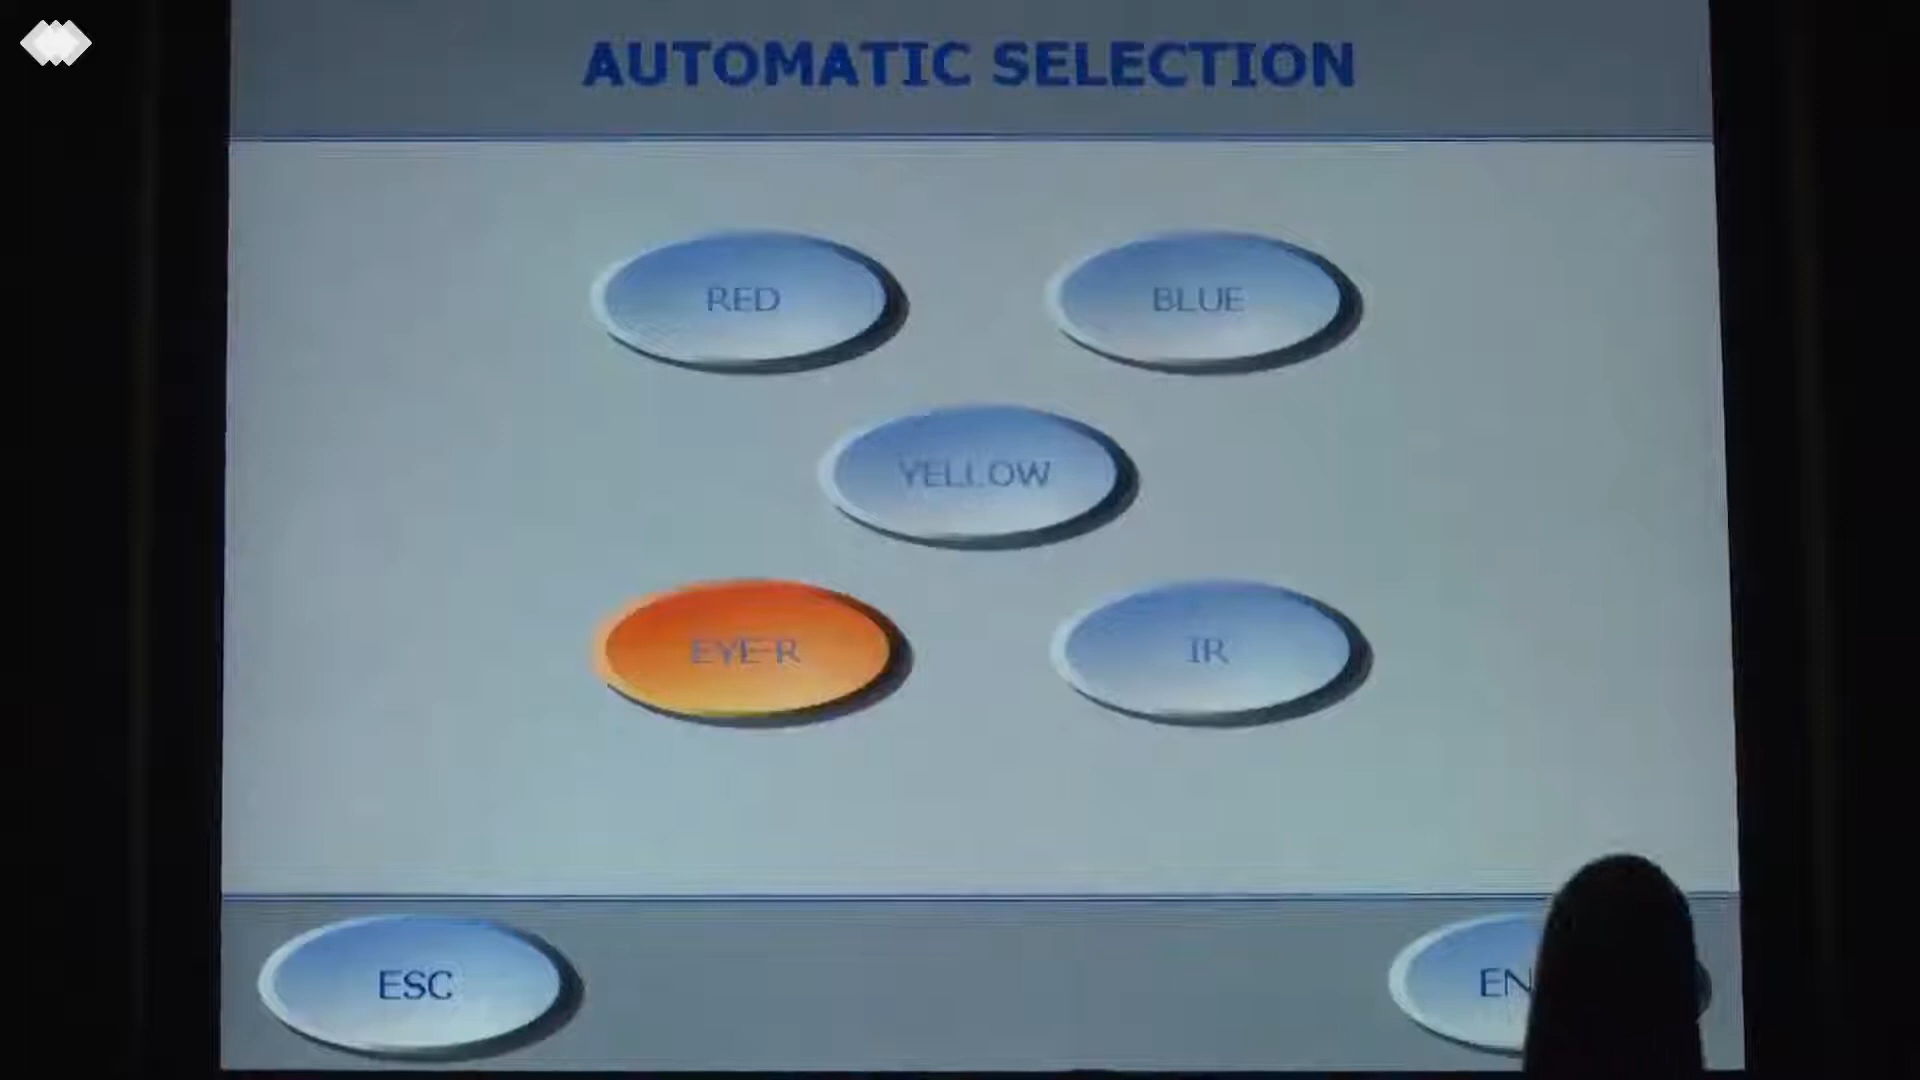 AUTOMATIC SELECTION
RED
BLUE
YELLOW
EYE-R
IR
ESC